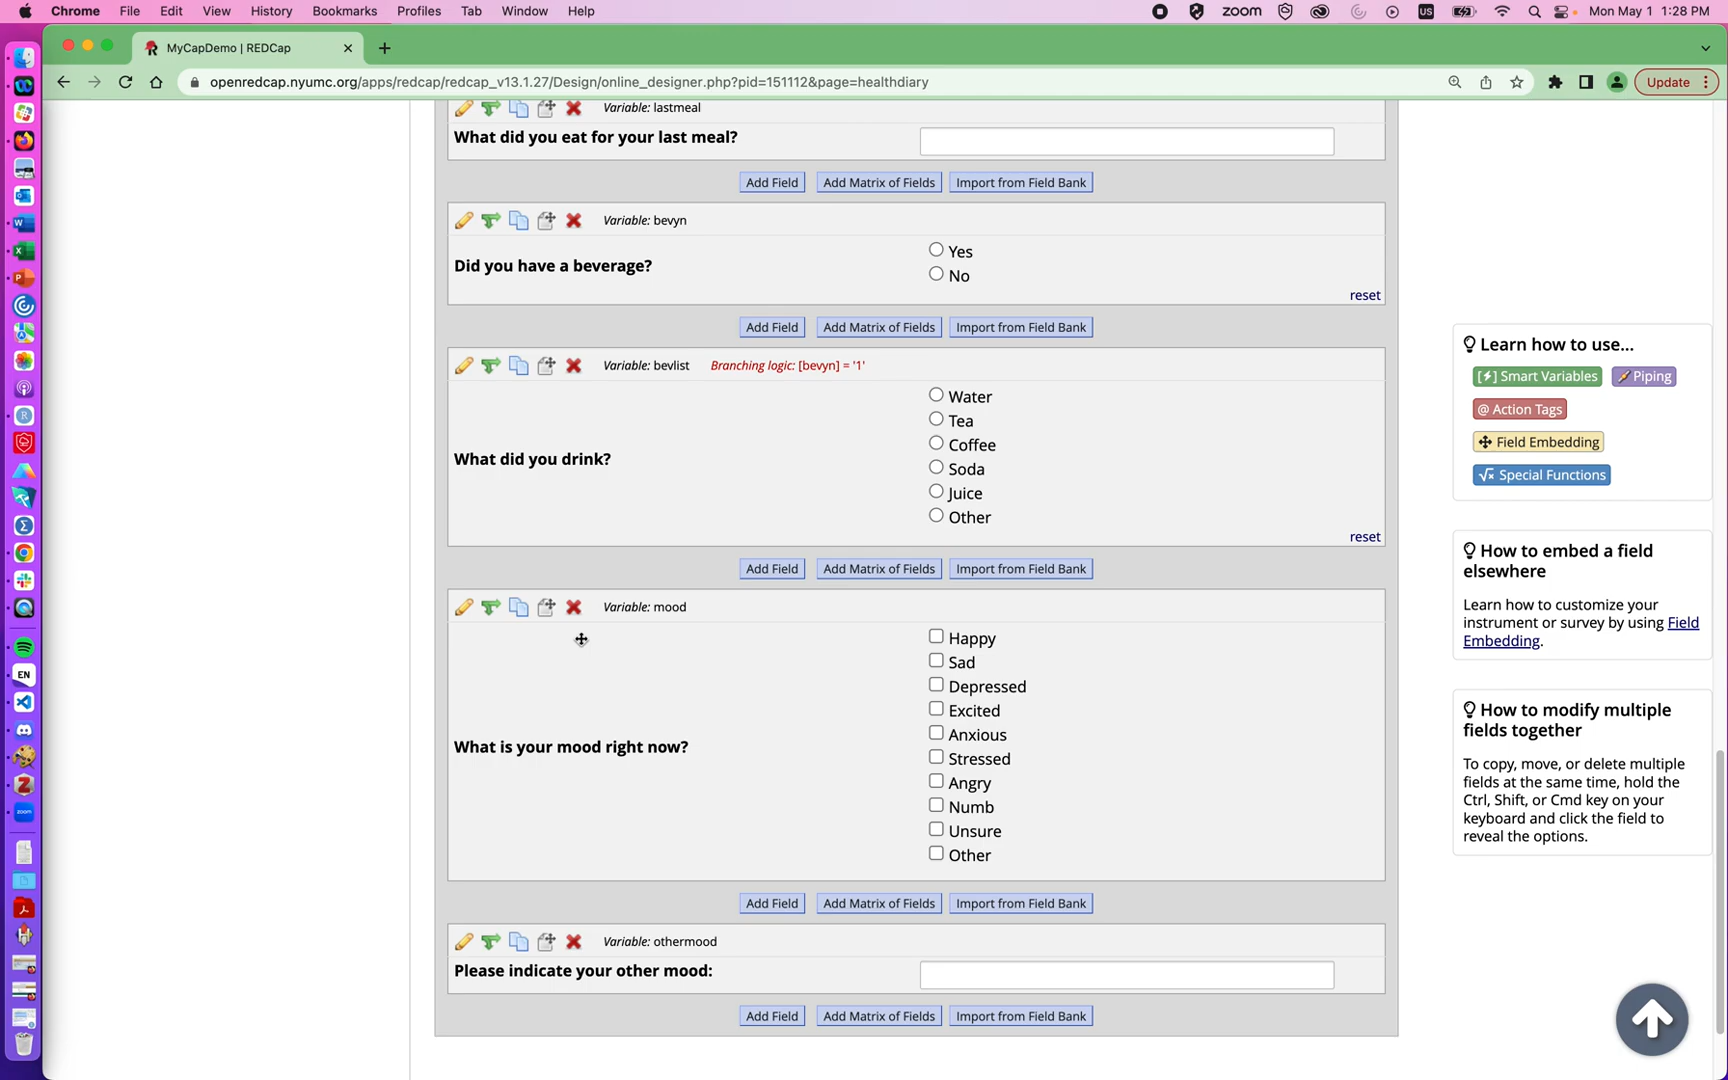 Chrome File Edit View History Bookmarks Profiles Tab Window Help
zoom US Mon May 1 1:28 PM
MyCapDemo | REDCap
openredcap.nyumc.org/apps/redcap/redcap_v13.1.27/Design/online_designer.php?pid=151112&page=healthdiary
Update
Variable: lastmeal
What did you eat for your last meal?
Add Field Add Matrix of Fields Import from Field Bank
Variable: bevyn
Did you have a beverage?
Yes
No
reset
Add Field Add Matrix of Fields Import from Field Bank
Variable: bevlist Branching logic: [bevyn] = '1'
What did you drink?
Water
Tea
Coffee
Soda
Juice
Other
reset
Add Field Add Matrix of Fields Import from Field Bank
Variable: mood
What is your mood right now?
Happy
Sad
Depressed
Excited
Anxious
Stressed
Angry
Numb
Unsure
Other
Add Field Add Matrix of Fields Import from Field Bank
Variable: othermood
Please indicate your other mood:
Add Field Add Matrix of Fields Import from Field Bank
Learn how to use...
[⚡] Smart Variables Piping
@ Action Tags
Field Embedding
√x Special Functions
How to embed a field
elsewhere
Learn how to customize your
instrument or survey by using Field
Embedding.
How to modify multiple
fields together
To copy, move, or delete multiple
fields at the same time, hold the
Ctrl, Shift, or Cmd key on your
keyboard and click the field to
reveal the options.
EN
zoom